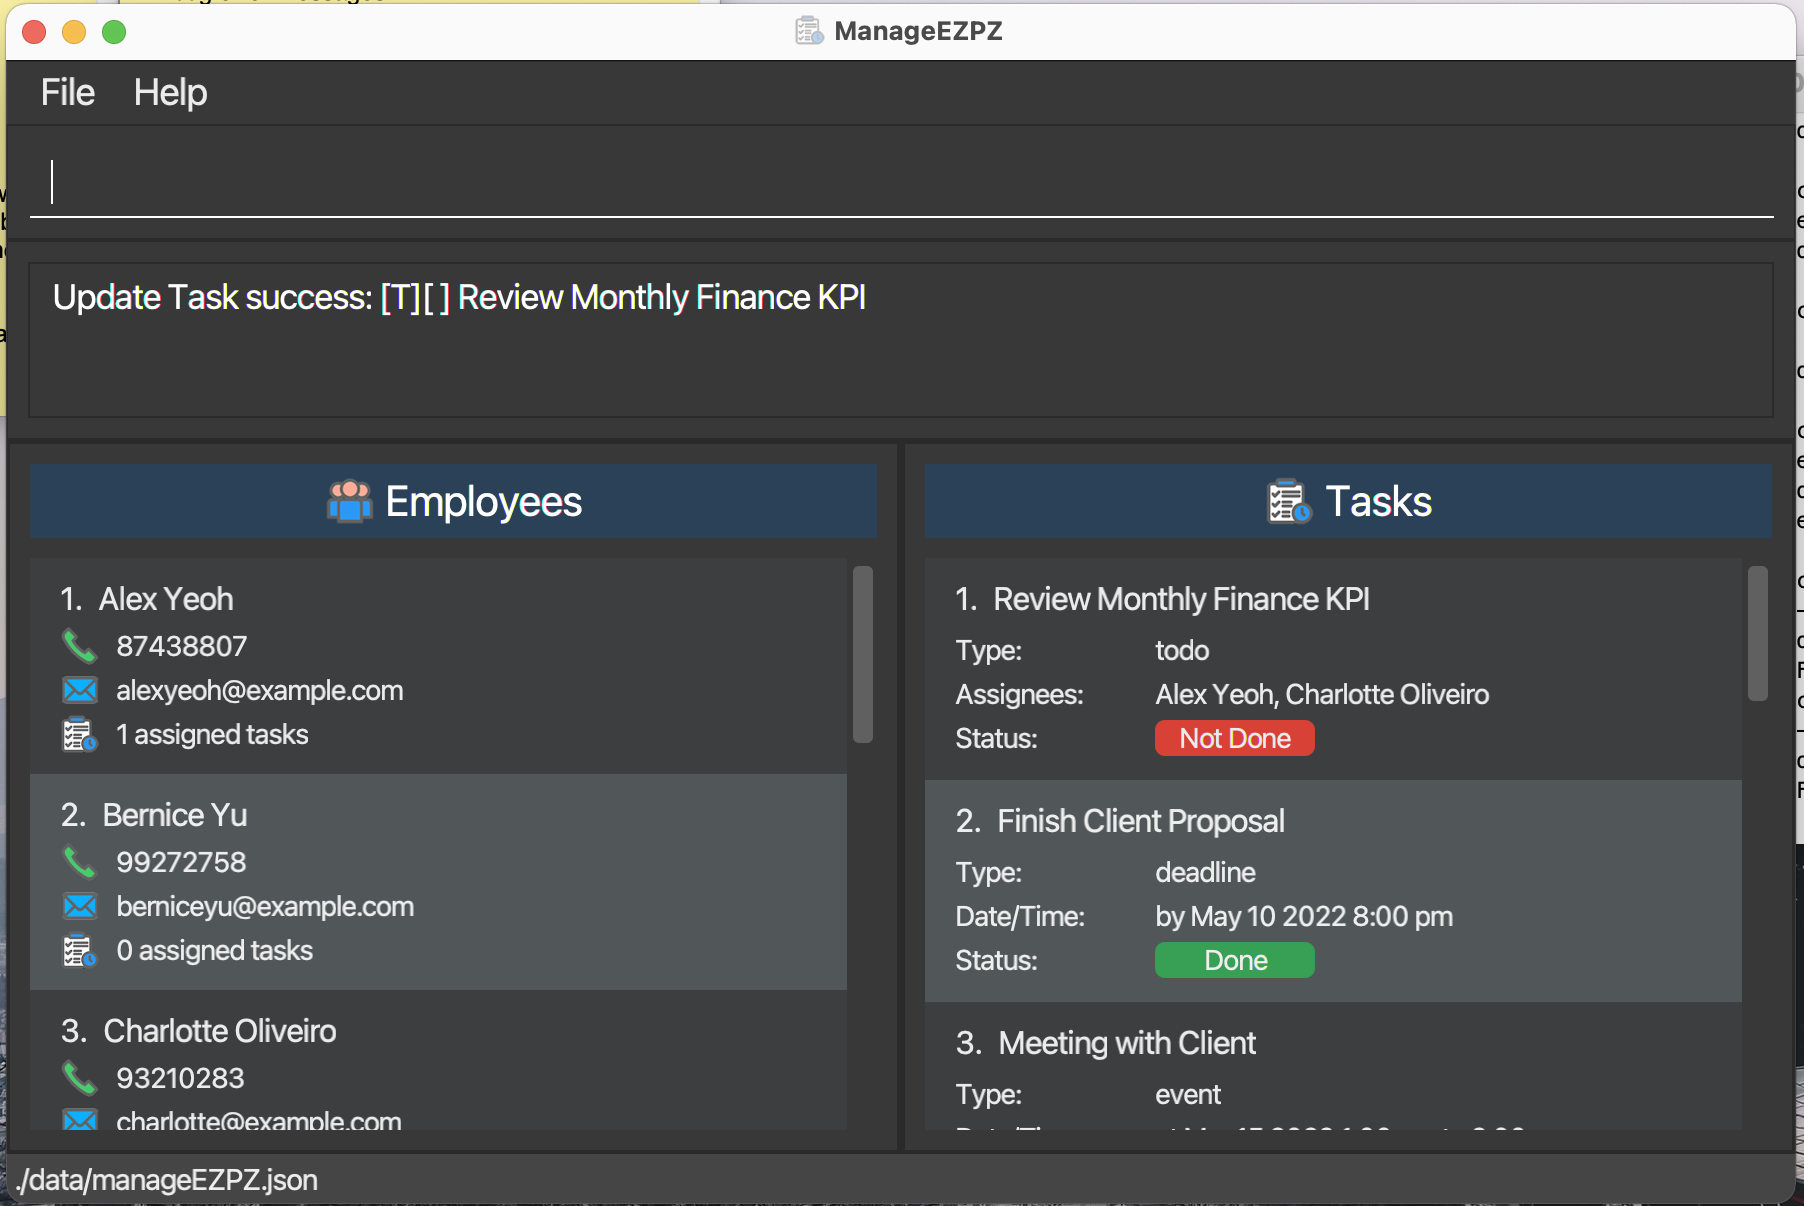 ManageEZPZ
File Help
Update Task success: [T][ ] Review Monthly Finance KPI
Employees
1. Alex Yeoh
87438807
alexyeoh@example.com
1 assigned tasks
2. Bernice Yu
99272758
berniceyu@example.com
0 assigned tasks
3. Charlotte Oliveiro
93210283
charlotte@example.com
Tasks
1. Review Monthly Finance KPI
Type: todo
Assignees: Alex Yeoh, Charlotte Oliveiro
Status: Not Done
2. Finish Client Proposal
Type: deadline
Date/Time: by May 10 2022 8:00 pm
Status: Done
3. Meeting with Client
Type: event
./data/manageEZPZ.json